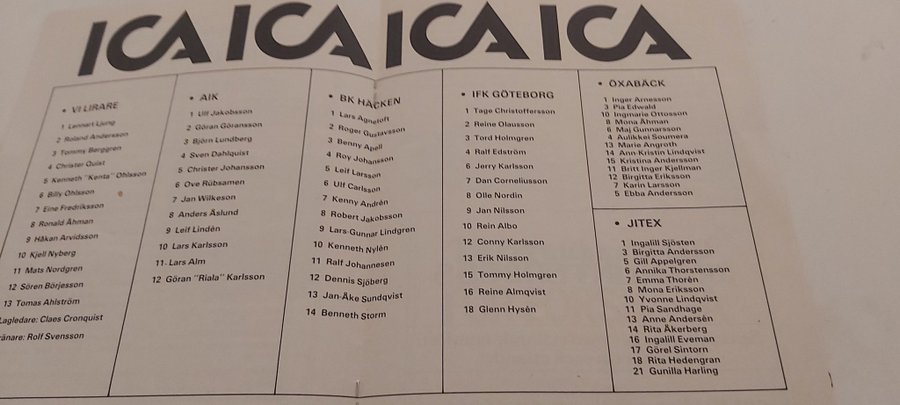 ICA ICA ICA ICA
• VI LIRARE
1 Lennart Ljung
2 Roland Andersson
3 Tommy Berggren
4 Christer Quist
5 Kenneth "Kenta" Ohlsson
6 Billy Ohlsson
7 Eine Fredriksson
8 Ronald Åhman
9 Håkan Arvidsson
10 Kjell Nyberg
11 Mats Nordgren
12 Sören Börjesson
13 Tomas Ahlström
Lagledare: Claes Cronquist
ränare: Rolf Svensson
• AIK
1 Ulf Jakobsson
2 Göran Göransson
3 Björn Lundberg
4 Sven Dahlquist
5 Christer Johansson
6 Ove Rübsamen
7 Jan Wilkeson
8 Anders Åslund
9 Leif Lindén
10 Lars Karlsson
11 Lars Alm
12 Göran "Riala" Karlsson
• BK HÄCKEN
1 Lars Agneloft
2 Roger Gustavsson
3 Benny Apell
4 Roy Johansson
5 Leif Larsson
6 Ulf Carlsson
7 Kenny Andrén
8 Robert Jakobsson
9 Lars-Gunnar Lindgren
10 Kenneth Nylén
11 Ralf Johannesen
12 Dennis Sjöberg
13 Jan-Åke Sundqvist
14 Benneth Storm
• IFK GÖTEBORG
1 Tage Christoffersson
2 Reine Olausson
3 Tord Holmgren
4 Ralf Edström
6 Jerry Karlsson
7 Dan Corneliusson
8 Olle Nordin
9 Jan Nilsson
10 Rein Albo
12 Conny Karlsson
13 Erik Nilsson
15 Tommy Holmgren
16 Reine Almqvist
18 Glenn Hysén
• ÖXABÄCK
1 Inger Arnesson
3 Pia Edwald
10 Ingmarie Ottosson
8 Mona Åhman
6 Maj Gunnarsson
4 Aulikkei Soumera
13 Marie Angroth
14 Ann-Kristin Lindqvist
15 Kristina Andersson
11 Britt Inger Kjellman
12 Birgitta Eriksson
7 Karin Larsson
5 Ebba Andersson
• JITEX
1 Ingalill Sjösten
3 Birgitta Andersson
5 Gill Appelgren
6 Annika Thorstensson
7 Emma Thorén
8 Mona Eriksson
10 Yvonne Lindqvist
11 Pia Sandhage
13 Anne Andersén
14 Rita Åkerberg
16 Ingalill Eveman
17 Görel Sintorn
18 Rita Hedengran
21 Gunilla Harling